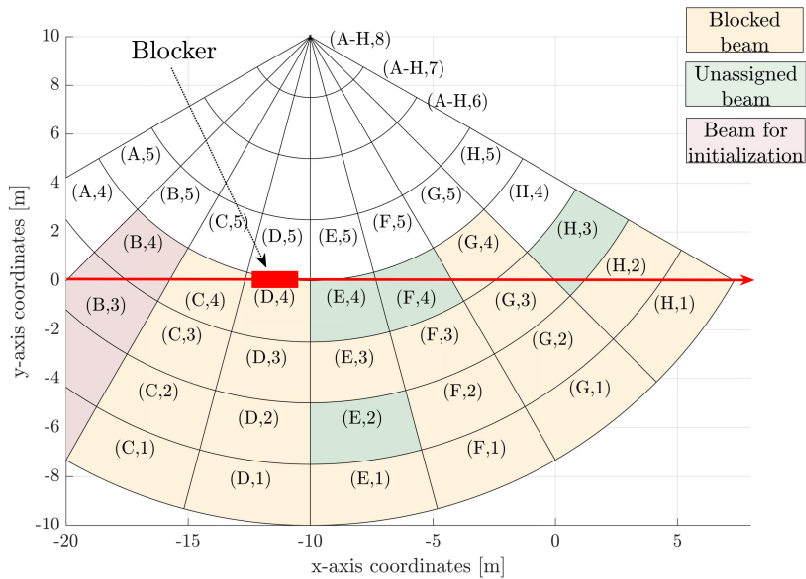 Blocker
Blocked
beam
Unassigned
beam
Beam for
initialization
(A-H,8)
(A-H,7)
(A-H,6)
(A,5)
(H,5)
(A,4)
(B,5)
(G,5)
(II,4)
(C,5)
(D,5)
(E,5)
(F,5)
(B,4)
(G,4)
(H,3)
(H,2)
(B,3)
(C,4)
(D,4)
(E,4)
(F,4)
(G,3)
(H,1)
(C,3)
(D,3)
(E,3)
(F,3)
(G,2)
(C,2)
(D,2)
(E,2)
(F,2)
(G,1)
(C,1)
(D,1)
(E,1)
(F,1)
10
8
6
4
2
0
-2
-4
-6
-8
-10
y-axis coordinates [m]
-20 -15 -10 -5 0 5
x-axis coordinates [m]